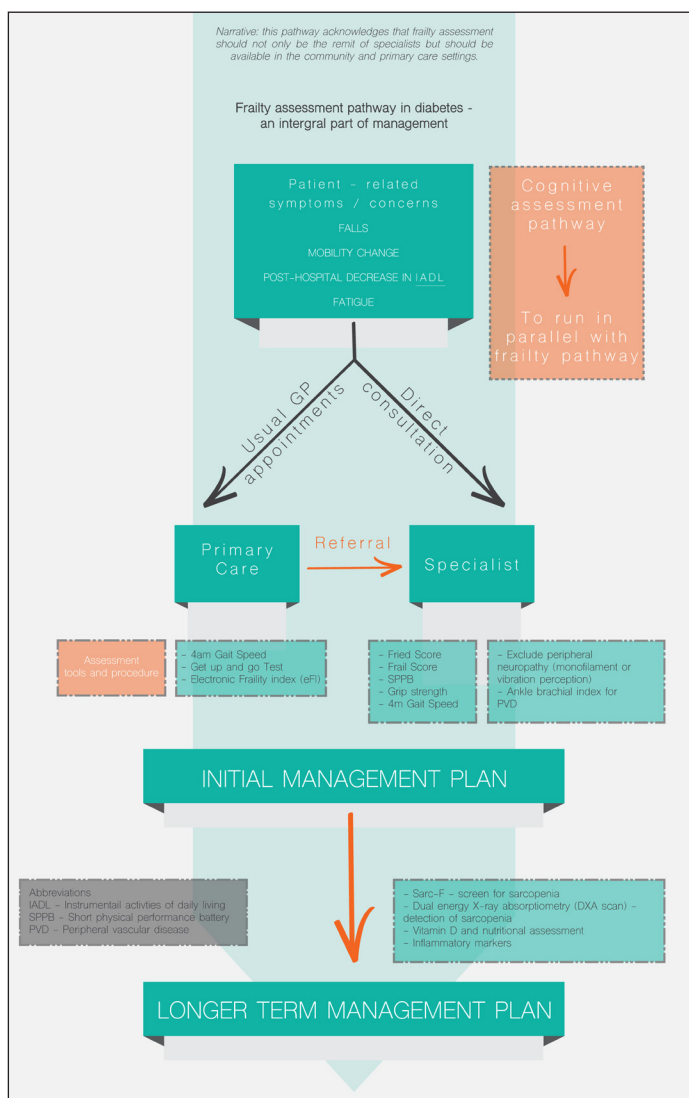 Narrative: this pathway acknowledges that frailty assessment
should not only be the remit of specialists but should be
available in the community and primary care settings.
Frailty assessment pathway in diabetes -
an intergral part of management
Patient - related
symptoms / concerns
FALLS
MOBILITY CHANGE
POST-HOSPITAL DECREASE IN IADL
FATIGUE
Cognitive
assessment
pathway
To run in
parallel with
frailty pathway
Usual GP
appointments
Direct
consultation
Primary
Care
Referral
Specialist
Assessment
tools and procedure
- 4am Gait Speed
- Get up and go Test
- Electronic Fraility index (eFI)
- Fried Score
- Frail Score
- SPPB
- Grip strength
- 4m Gait Speed
- Exclude peripheral
neuropathy (monofilament or
vibration perception)
- Ankle brachial index for
PVD
INITIAL MANAGEMENT PLAN
Abbreviations
IADL - Instrumentail activties of daily living
SPPB - Short physical performance battery
PVD - Peripheral vascular disease
- Sarc-F - screen for sarcopenia
- Dual energy X-ray absorptiometry (DXA scan) -
detection of sarcopenia
- Vitamin D and nutritional assessment
- Inflammatory markers
LONGER TERM MANAGEMENT PLAN